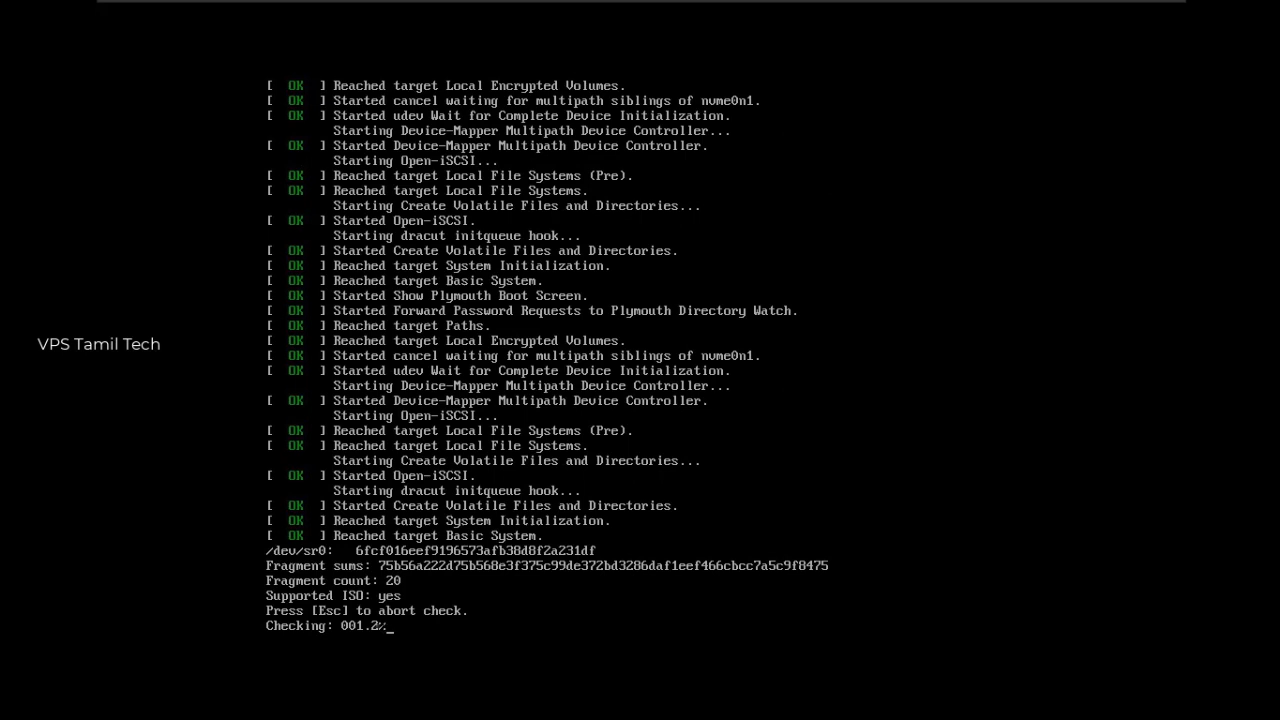 [  OK  ] Reached target Local Encrypted Volumes.
[  OK  ] Started cancel waiting for multipath siblings of nvme0n1.
[  OK  ] Started udev Wait for Complete Device Initialization.
Starting Device-Mapper Multipath Device Controller...
[  OK  ] Started Device-Mapper Multipath Device Controller.
Starting Open-iSCSI...
[  OK  ] Reached target Local File Systems (Pre).
[  OK  ] Reached target Local File Systems.
Starting Create Volatile Files and Directories...
[  OK  ] Started Open-iSCSI.
Starting dracut initqueue hook...
[  OK  ] Started Create Volatile Files and Directories.
[  OK  ] Reached target System Initialization.
[  OK  ] Reached target Basic System.
[  OK  ] Started Show Plymouth Boot Screen.
[  OK  ] Started Forward Password Requests to Plymouth Directory Watch.
[  OK  ] Reached target Paths.
[  OK  ] Reached target Local Encrypted Volumes.
[  OK  ] Started cancel waiting for multipath siblings of nvme0n1.
[  OK  ] Started udev Wait for Complete Device Initialization.
Starting Device-Mapper Multipath Device Controller...
[  OK  ] Started Device-Mapper Multipath Device Controller.
Starting Open-iSCSI...
[  OK  ] Reached target Local File Systems (Pre).
[  OK  ] Reached target Local File Systems.
Starting Create Volatile Files and Directories...
[  OK  ] Started Open-iSCSI.
Starting dracut initqueue hook...
[  OK  ] Started Create Volatile Files and Directories.
[  OK  ] Reached target System Initialization.
[  OK  ] Reached target Basic System.
/dev/sr0:   6fcf016eef9196573afb38d8f2a231df
Fragment sums: 75b56a222d75b568e3f375c99de372bd3286daf1eef466cbcc7a5c9f8475
Fragment count: 20
Supported ISO: yes
Press [Esc] to abort check.
Checking: 001.2%_
VPS Tamil Tech